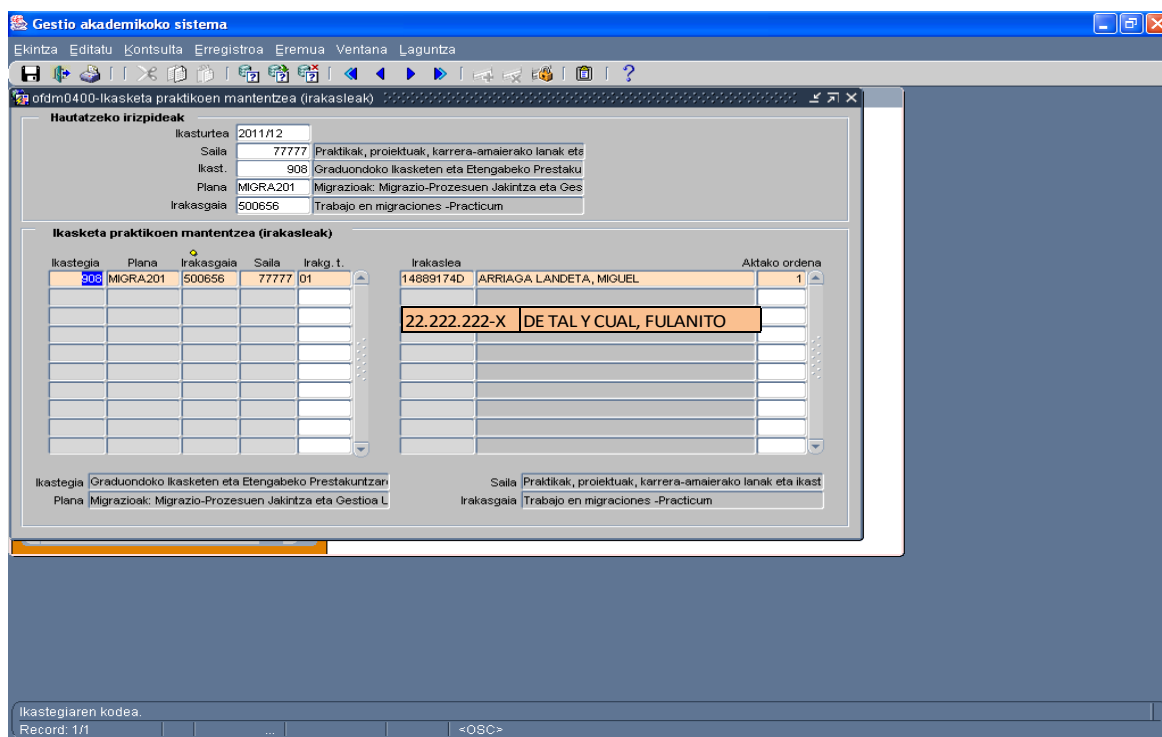 Gestio akademikoko sistema
Ekintza Editatu Kontsulta Erregistroa Eremua Ventana Laguntza
ofdm0400-Ikasketa praktikoen mantentzea (irakasleak)
Hautatzeko irizpideak
Ikasturtea 2011/12
Saila 77777 Praktikak, proiektuak, karrera-amaierako lanak eta
Ikast. 908 Graduondoko Ikasketen eta Etengabeko Prestaku
Plana MIGRA201 Migrazioak: Migrazio-Prozesuen Jakintza eta Ges
Irakasgaia 500656 Trabajo en migraciones -Practicum
Ikasketa praktikoen mantentzea (irakasleak)
Ikastegia Plana Irakasgaia Saila Irakg. t. Irakaslea Aktako ordena
908 MIGRA201 500656 77777 01 14889174D ARRIAGA LANDETA, MIGUEL 1
22.222.222-X DE TAL Y CUAL, FULANITO
Ikastegia Graduondoko Ikasketen eta Etengabeko Prestakuntzar Saila Praktikak, proiektuak, karrera-amaierako lanak eta ikast
Plana Migrazioak: Migrazio-Prozesuen Jakintza eta Gestioa L Irakasgaia Trabajo en migraciones -Practicum
Ikastegiaren kodea.
Record: 1/1 ... <OSC>